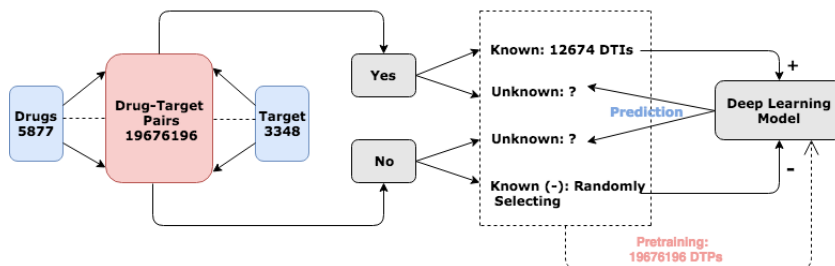 Drugs
5877
Drug-Target
Pairs
19676196
Target
3348
Yes
No
Known: 12674 DTIs
Unknown: ?
Prediction
Unknown: ?
Known (-): Randomly
Selecting
+
Deep Learning
Model
-
Pretraining:
19676196 DTPs